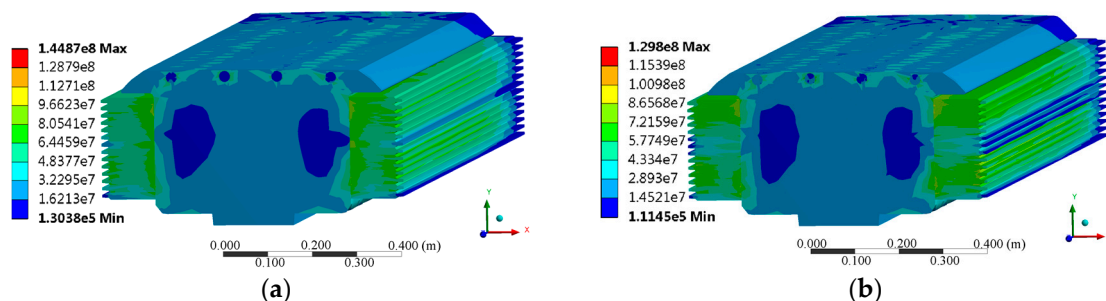 1.4487e8 Max
1.2879e8
1.1271e8
9.6623e7
8.0541e7
6.4459e7
4.8377e7
3.2295e7
1.6213e7
1.3038e5 Min
Y
X
0.000 0.200 0.400 (m)
0.100 0.300
(a)
1.298e8 Max
1.1539e8
1.0098e8
8.6568e7
7.2159e7
5.7749e7
4.334e7
2.893e7
1.4521e7
1.1145e5 Min
Y
X
0.000 0.200 0.400 (m)
0.100 0.300
(b)